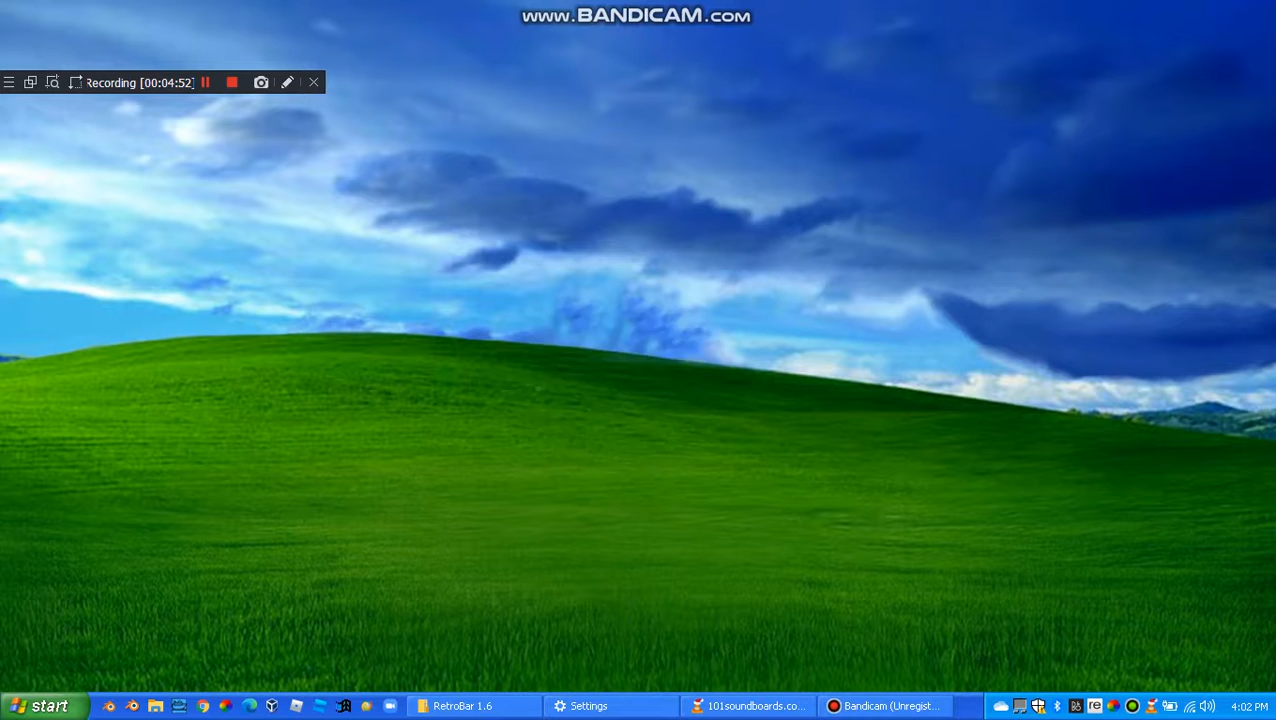 www.BANDICAM.com
Recording [00:04:52]
start
RetroBar 1.6
Settings
101soundboards.co...
Bandicam (Unregist...
re
4:02 PM